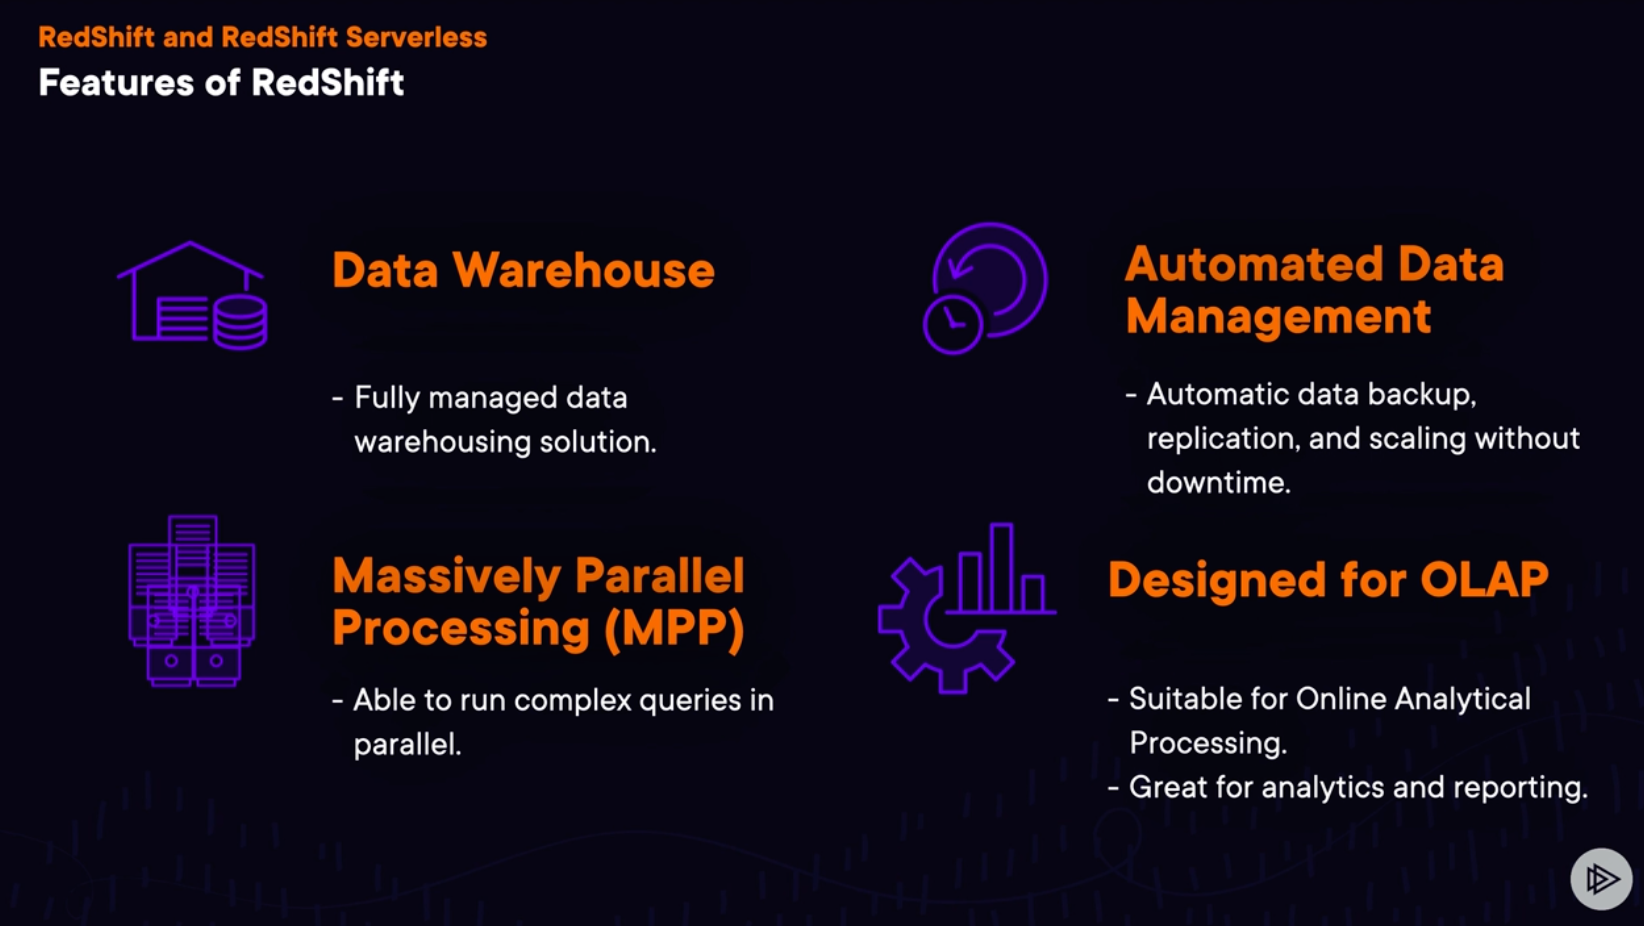 RedShift and RedShift Serverless
Features of RedShift
Data Warehouse
- Fully managed data
warehousing solution.
Automated Data
Management
- Automatic data backup,
replication, and scaling without
downtime.
Massively Parallel
Processing (MPP)
- Able to run complex queries in
parallel.
Designed for OLAP
- Suitable for Online Analytical
Processing.
- Great for analytics and reporting.